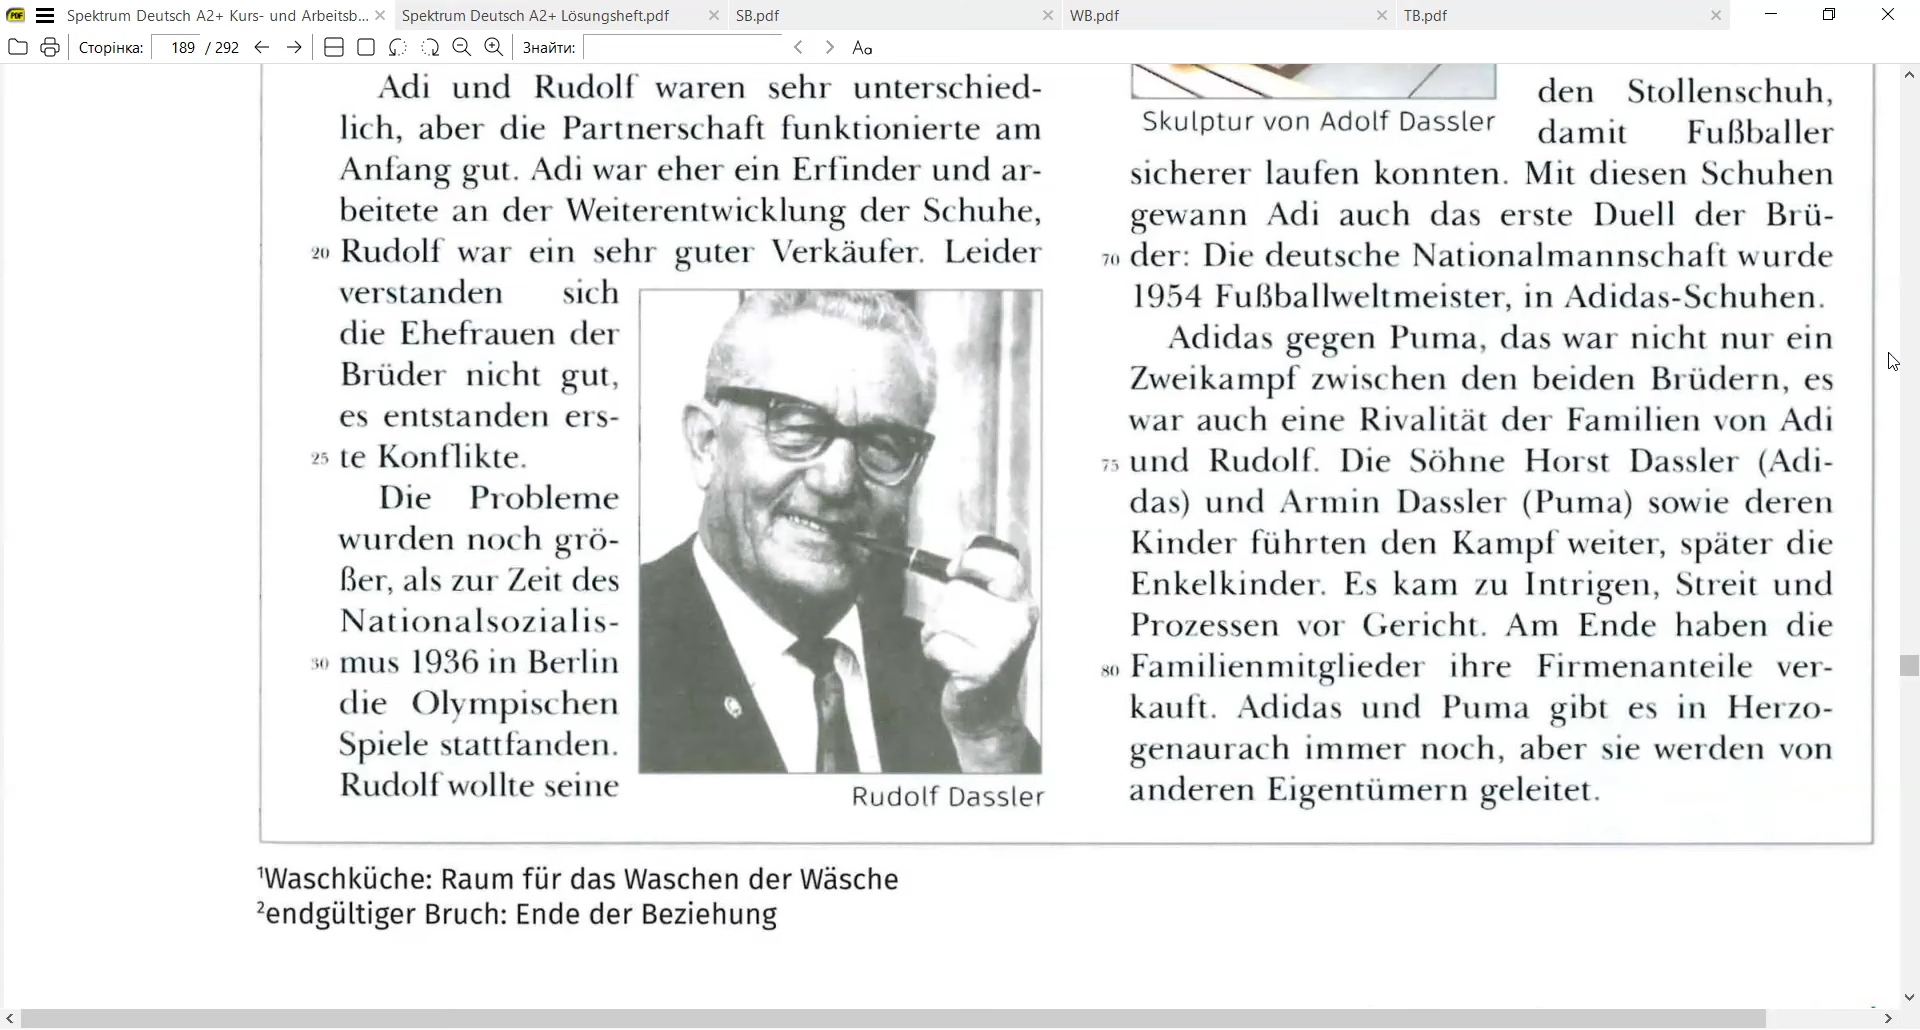 Spektrum Deutsch A2+ Kurs- und Arbeitsb...
Spektrum Deutsch A2+ Lösungsheft.pdf
SB.pdf
WB.pdf
TB.pdf
Сторінка: 189 / 292
Знайти:
Aa
Adi und Rudolf waren sehr unterschied-
lich, aber die Partnerschaft funktionierte am
Anfang gut. Adi war eher ein Erfinder und ar-
beitete an der Weiterentwicklung der Schuhe,
20 Rudolf war ein sehr guter Verkäufer. Leider
verstanden sich
die Ehefrauen der
Brüder nicht gut,
es entstanden ers-
25 te Konflikte.
Die Probleme
wurden noch grö-
ßer, als zur Zeit des
Nationalsozialis-
30 mus 1936 in Berlin
die Olympischen
Spiele stattfanden.
Rudolf wollte seine
Rudolf Dassler
Skulptur von Adolf Dassler
den Stollenschuh,
damit Fußballer
sicherer laufen konnten. Mit diesen Schuhen
gewann Adi auch das erste Duell der Brü-
70 der: Die deutsche Nationalmannschaft wurde
1954 Fußballweltmeister, in Adidas-Schuhen.
Adidas gegen Puma, das war nicht nur ein
Zweikampf zwischen den beiden Brüdern, es
war auch eine Rivalität der Familien von Adi
75 und Rudolf. Die Söhne Horst Dassler (Adi-
das) und Armin Dassler (Puma) sowie deren
Kinder führten den Kampf weiter, später die
Enkelkinder. Es kam zu Intrigen, Streit und
Prozessen vor Gericht. Am Ende haben die
80 Familienmitglieder ihre Firmenanteile ver-
kauft. Adidas und Puma gibt es in Herzo-
genaurach immer noch, aber sie werden von
anderen Eigentümern geleitet.
¹Waschküche: Raum für das Waschen der Wäsche
²endgültiger Bruch: Ende der Beziehung